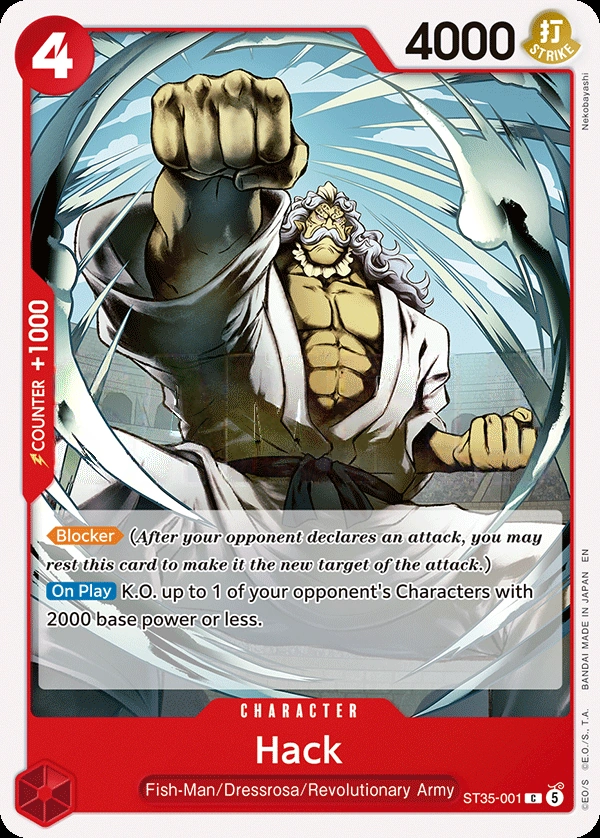 4
4000
打
STRIKE
Nekobayashi
COUNTER +1000
Blocker (After your opponent declares an attack, you may
rest this card to make it the new target of the attack.)
On Play K.O. up to 1 of your opponent's Characters with
2000 base power or less.
CHARACTER
Hack
Fish-Man/Dressrosa/Revolutionary Army
ST35-001 C 5
©EO/S ©E.O./S., T.A. BANDAI MADE IN JAPAN EN